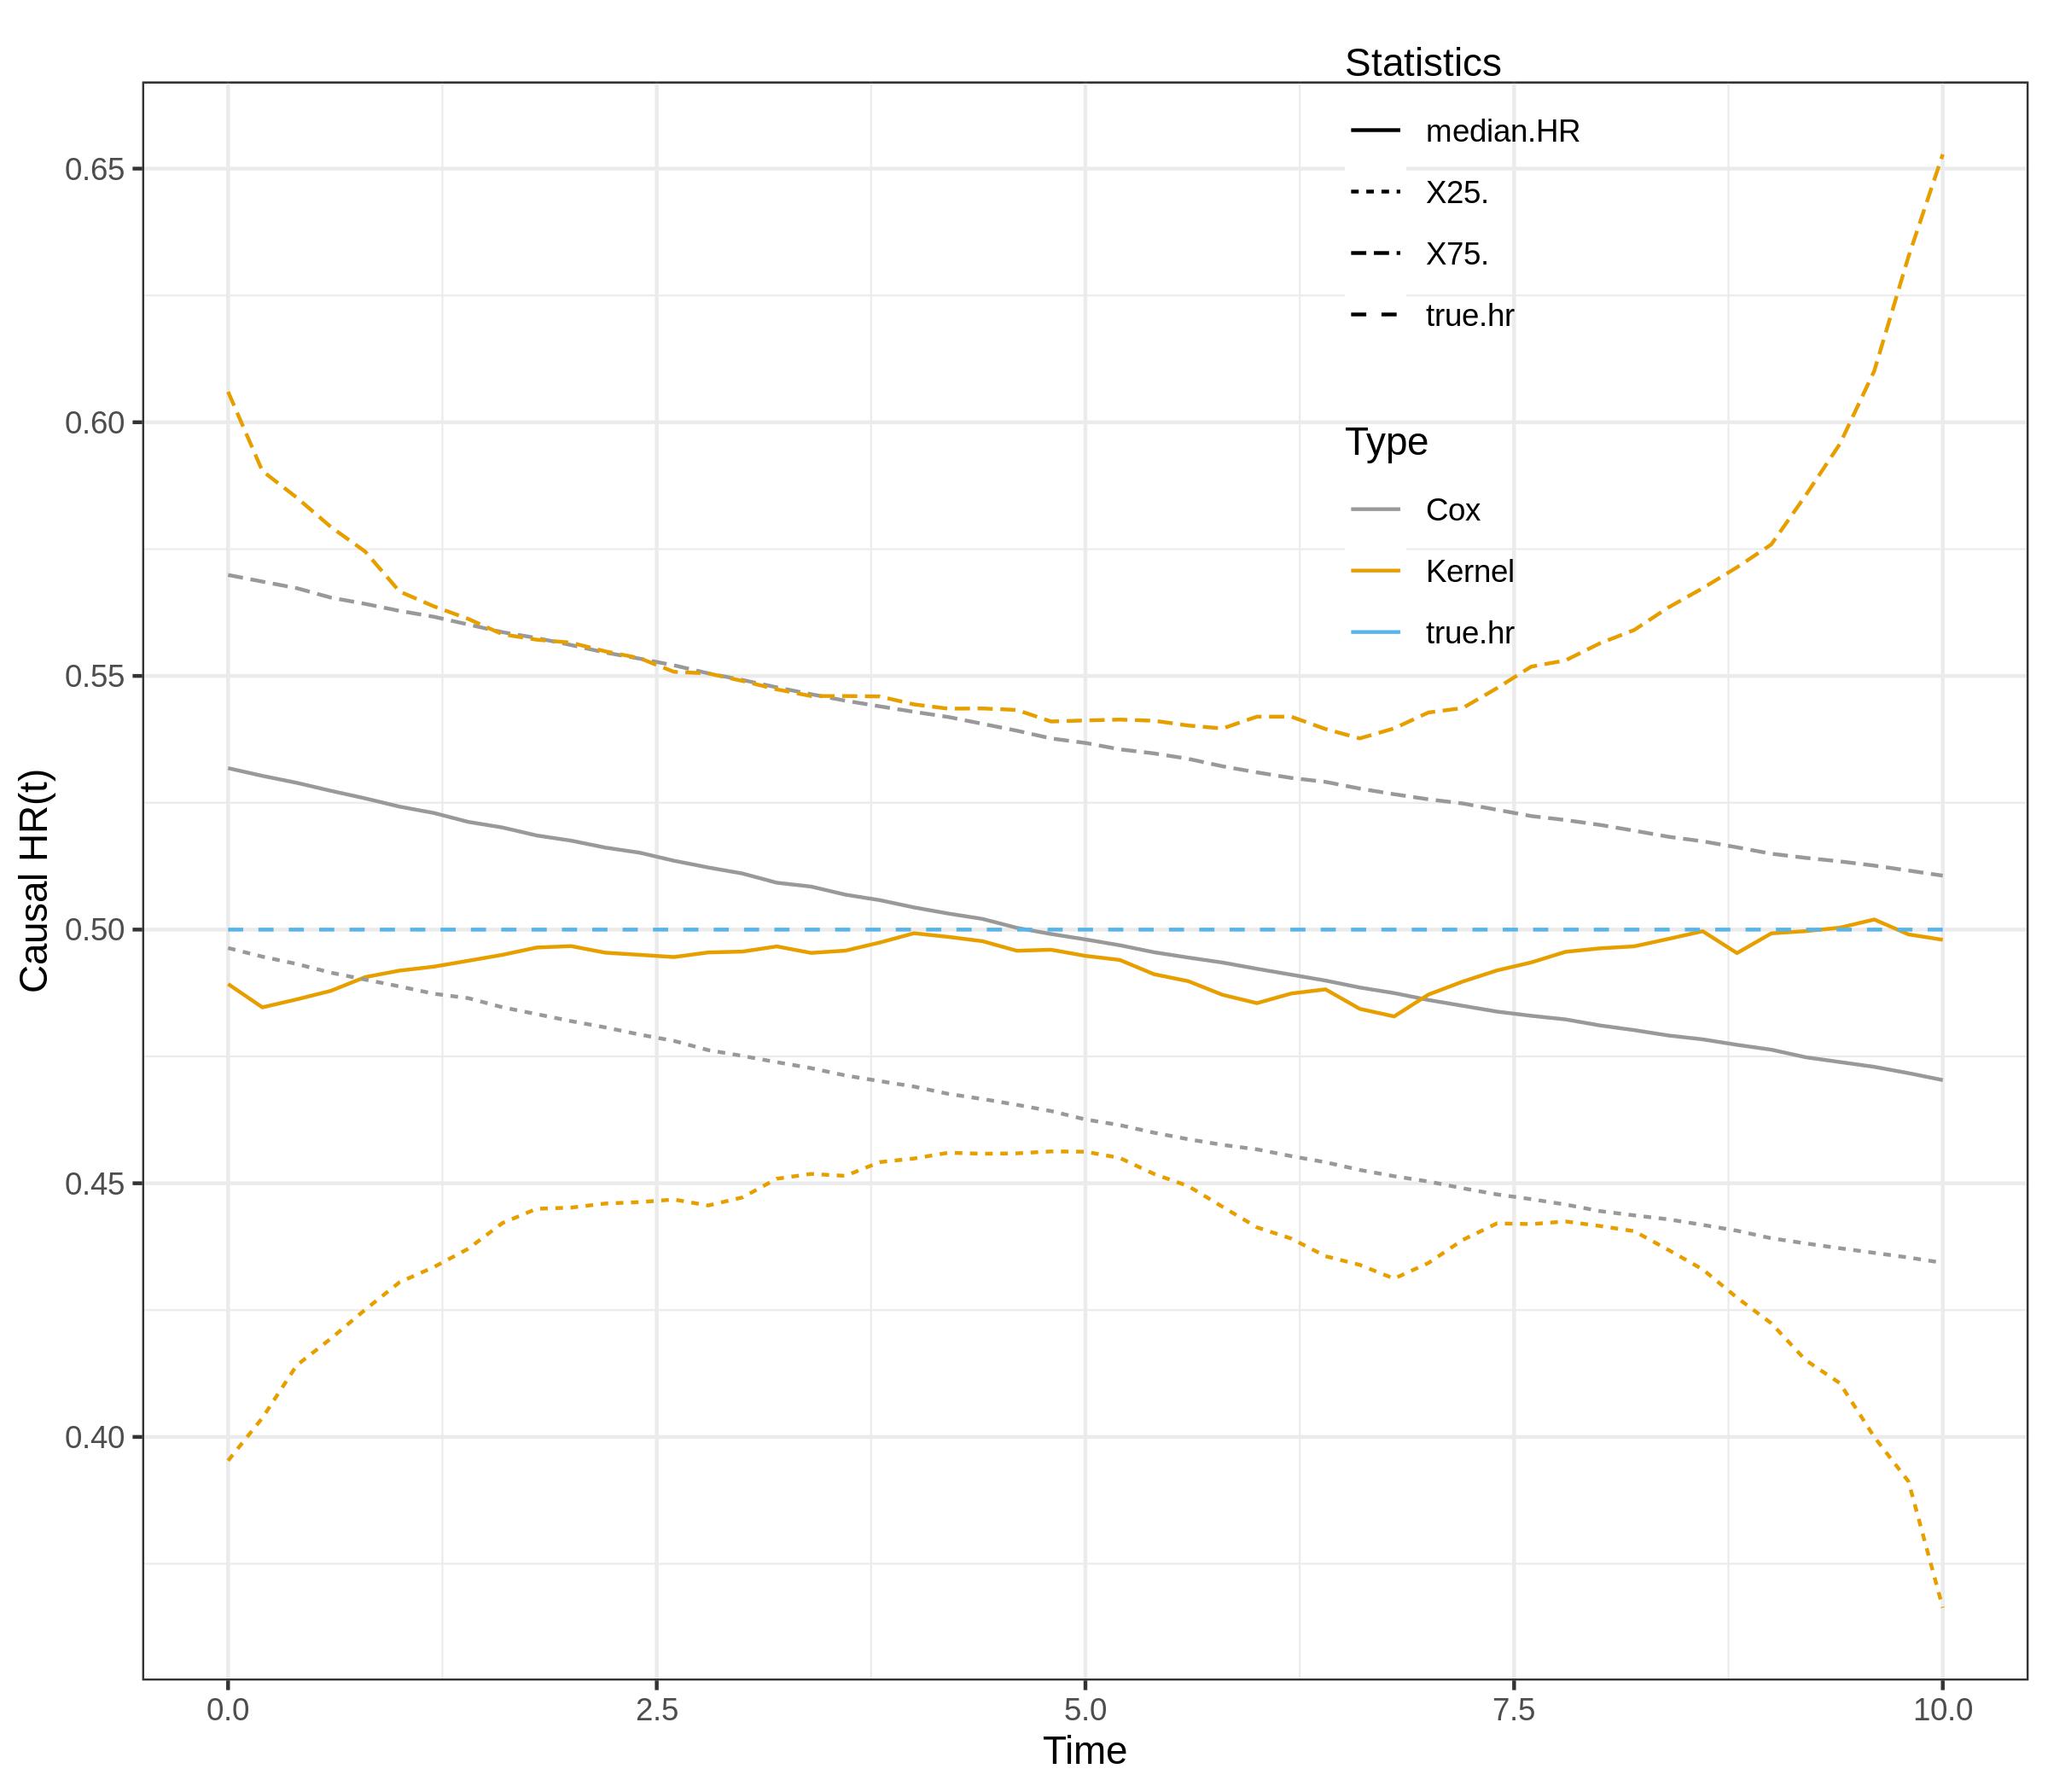 Statistics
median.HR
X25.
X75.
true.hr
Type
Cox
Kernel
true.hr
Causal HR(t)
0.65
0.60
0.55
0.50
0.45
0.40
0.0
2.5
5.0
7.5
10.0
Time